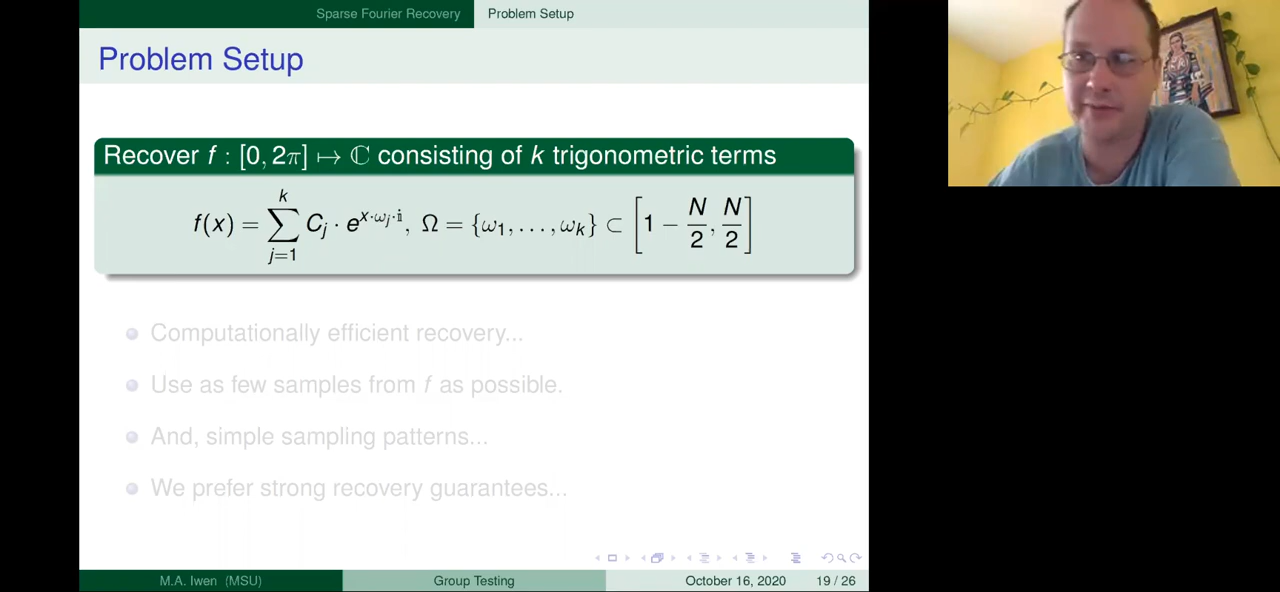 Sparse Fourier Recovery Problem Setup
Problem Setup
Recover f : [0, 2π] ↦ ℂ consisting of k trigonometric terms
f(x) = ∑_{j=1}^{k} C_j · e^{x·ω_j·𝕚}, Ω = {ω₁, . . . , ω_k} ⊂ [1 − N/2, N/2]
Computationally efficient recovery...
Use as few samples from f as possible.
And, simple sampling patterns...
We prefer strong recovery guarantees...
M.A. Iwen (MSU) Group Testing October 16, 2020 19 / 26